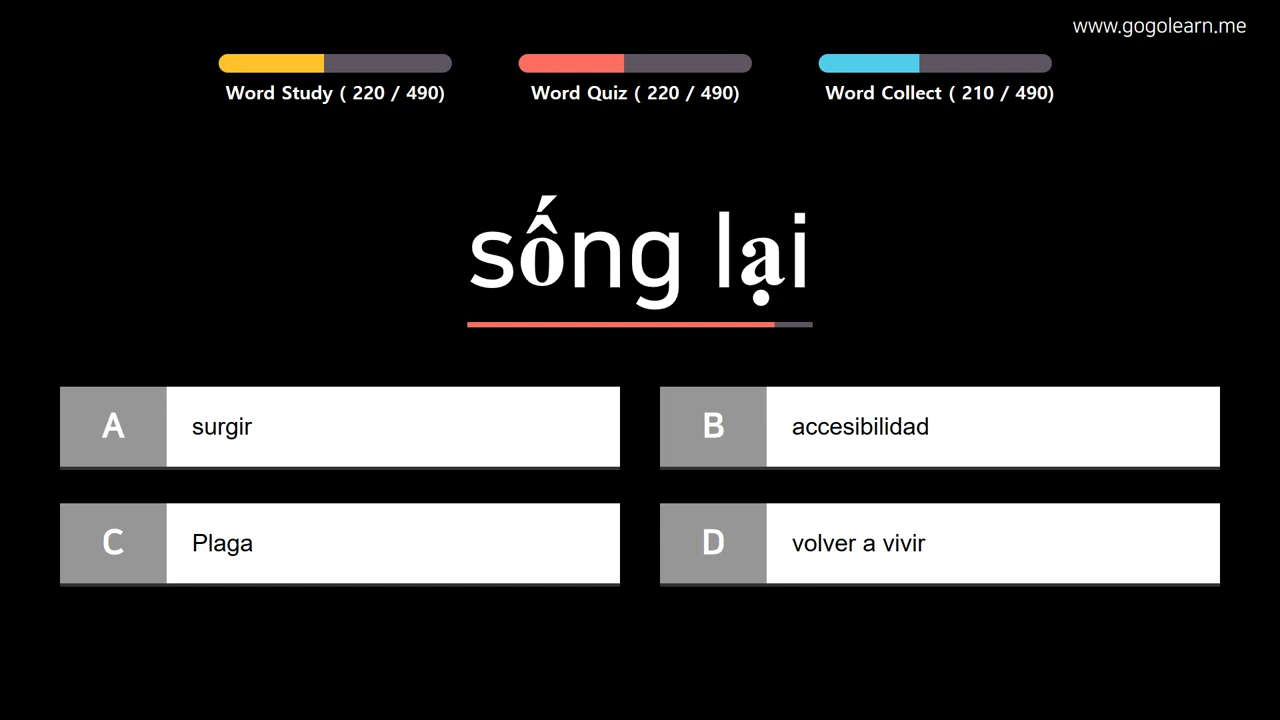 www.gogolearn.me
Word Study ( 220 / 490)
Word Quiz ( 220 / 490)
Word Collect ( 210 / 490)
sống lại
A surgir
B accesibilidad
C Plaga
D volver a vivir